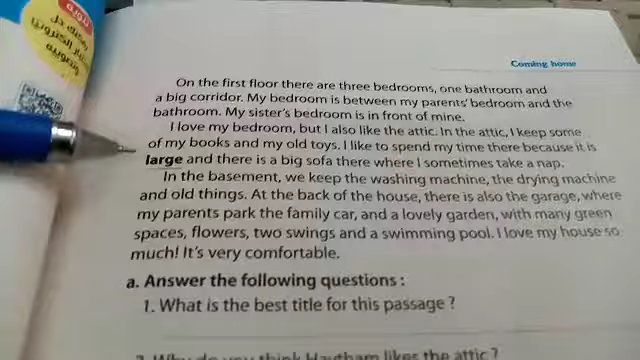 تنويه
يمكنك حل
إلكترونيًا
وتصويبه
Coming home
On the first floor there are three bedrooms, one bathroom and
a big corridor. My bedroom is between my parents' bedroom and the
bathroom. My sister's bedroom is in front of mine.
I love my bedroom, but I also like the attic. In the attic, I keep some
of my books and my old toys. I like to spend my time there because it is
large and there is a big sofa there where I sometimes take a nap.
In the basement, we keep the washing machine, the drying machine
and old things. At the back of the house, there is also the garage, where
my parents park the family car, and a lovely garden, with many green
spaces, flowers, two swings and a swimming pool. I love my house so
much! It's very comfortable.
a. Answer the following questions :
1. What is the best title for this passage ?
2. Why do you think Haytham likes the attic ?